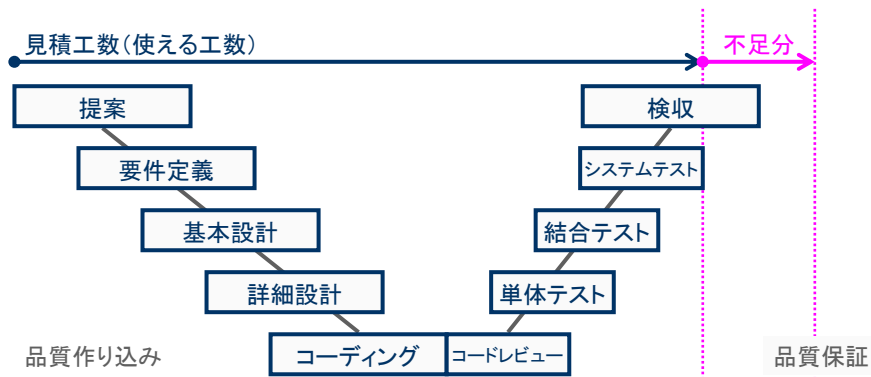 見積工数(使える工数)
不足分
提案
検収
要件定義
システムテスト
基本設計
結合テスト
詳細設計
単体テスト
品質作り込み
コーディング
コードレビュー
品質保証